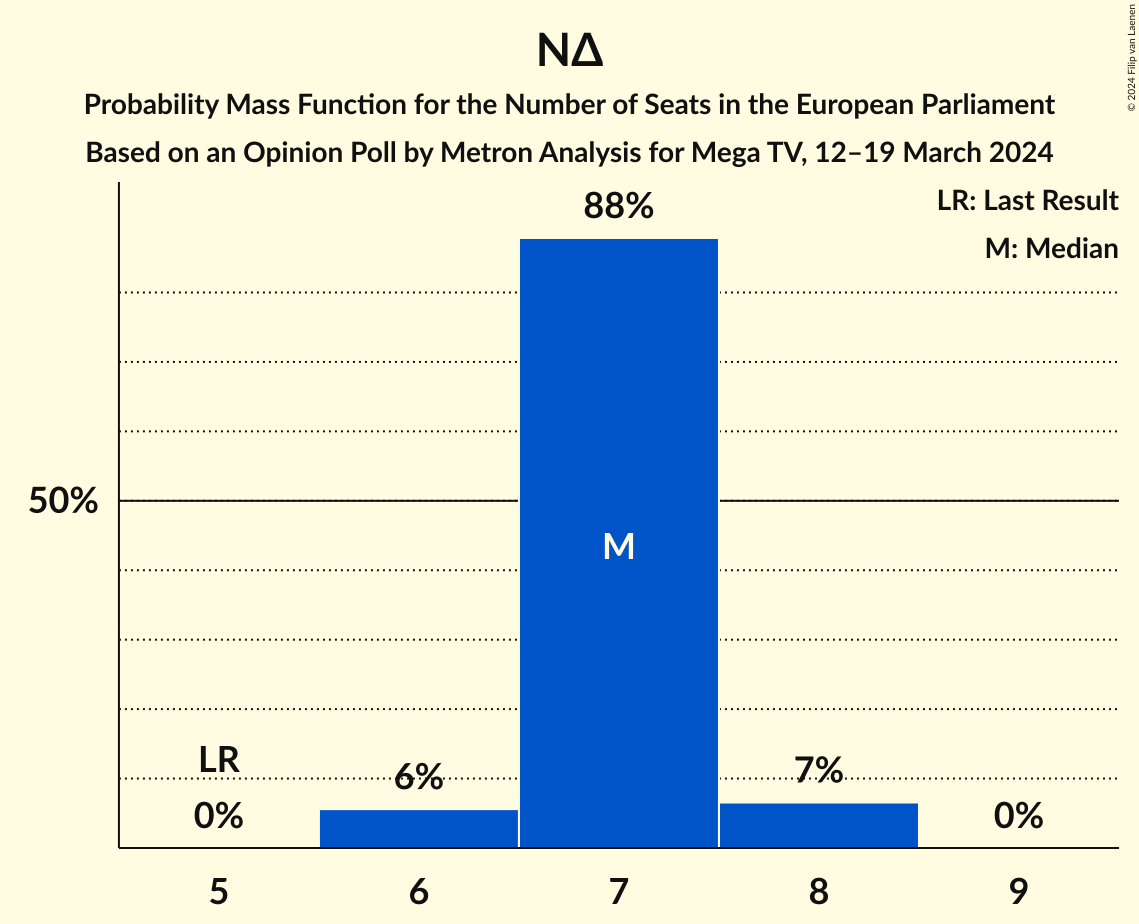 © 2024 Filip van Laenen
ΝΔ
Probability Mass Function for the Number of Seats in the European Parliament
Based on an Opinion Poll by Metron Analysis for Mega TV, 12–19 March 2024
LR: Last Result
M: Median
88%
50%
M
LR
0%
6%
7%
0%
5 6 7 8 9